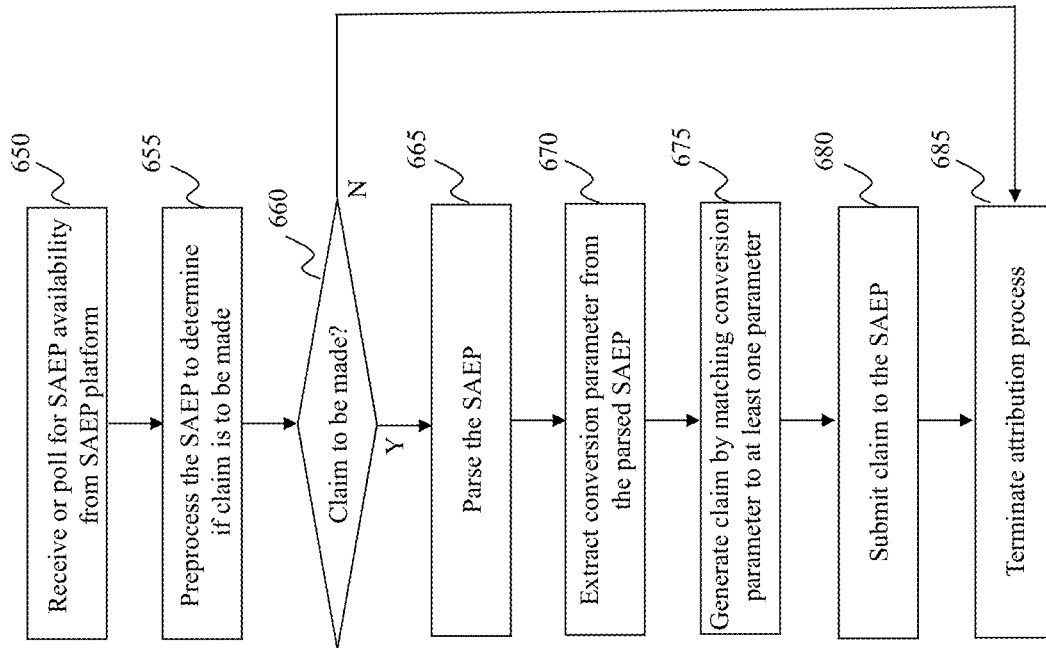 650
Receive or poll for SAEP availability
from SAEP platform
655
Preprocess the SAEP to determine
if claim is to be made
660
Claim to be made?
N
Y
665
Parse the SAEP
670
Extract conversion parameter from
the parsed SAEP
675
Generate claim by matching conversion
parameter to at least one parameter
680
Submit claim to the SAEP
685
Terminate attribution process